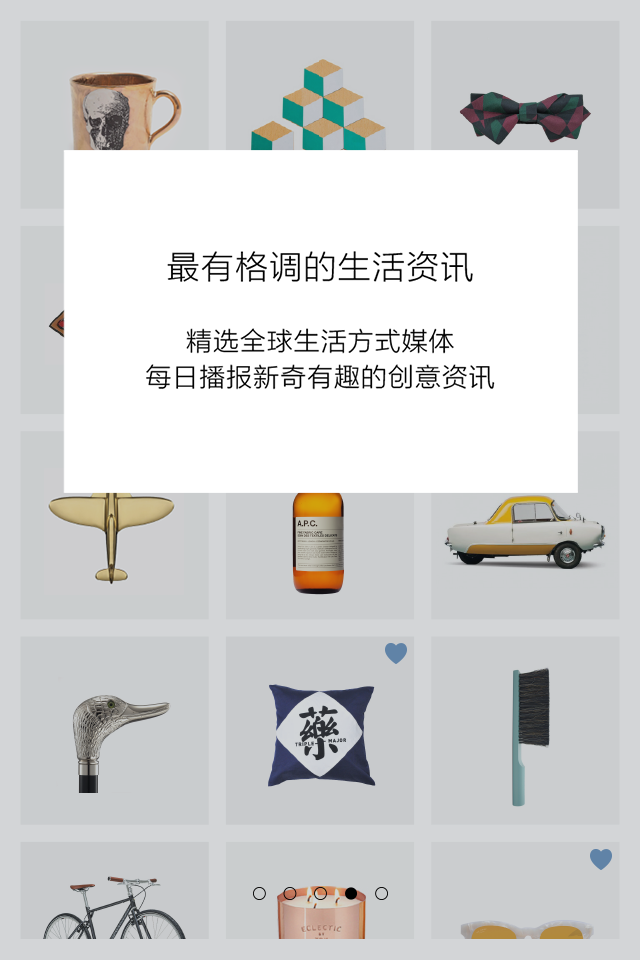 最有格调的生活资讯
精选全球生活方式媒体
每日播报新奇有趣的创意资讯
A.P.C.
藥
TRIPLE MAJOR
ECLECTIC